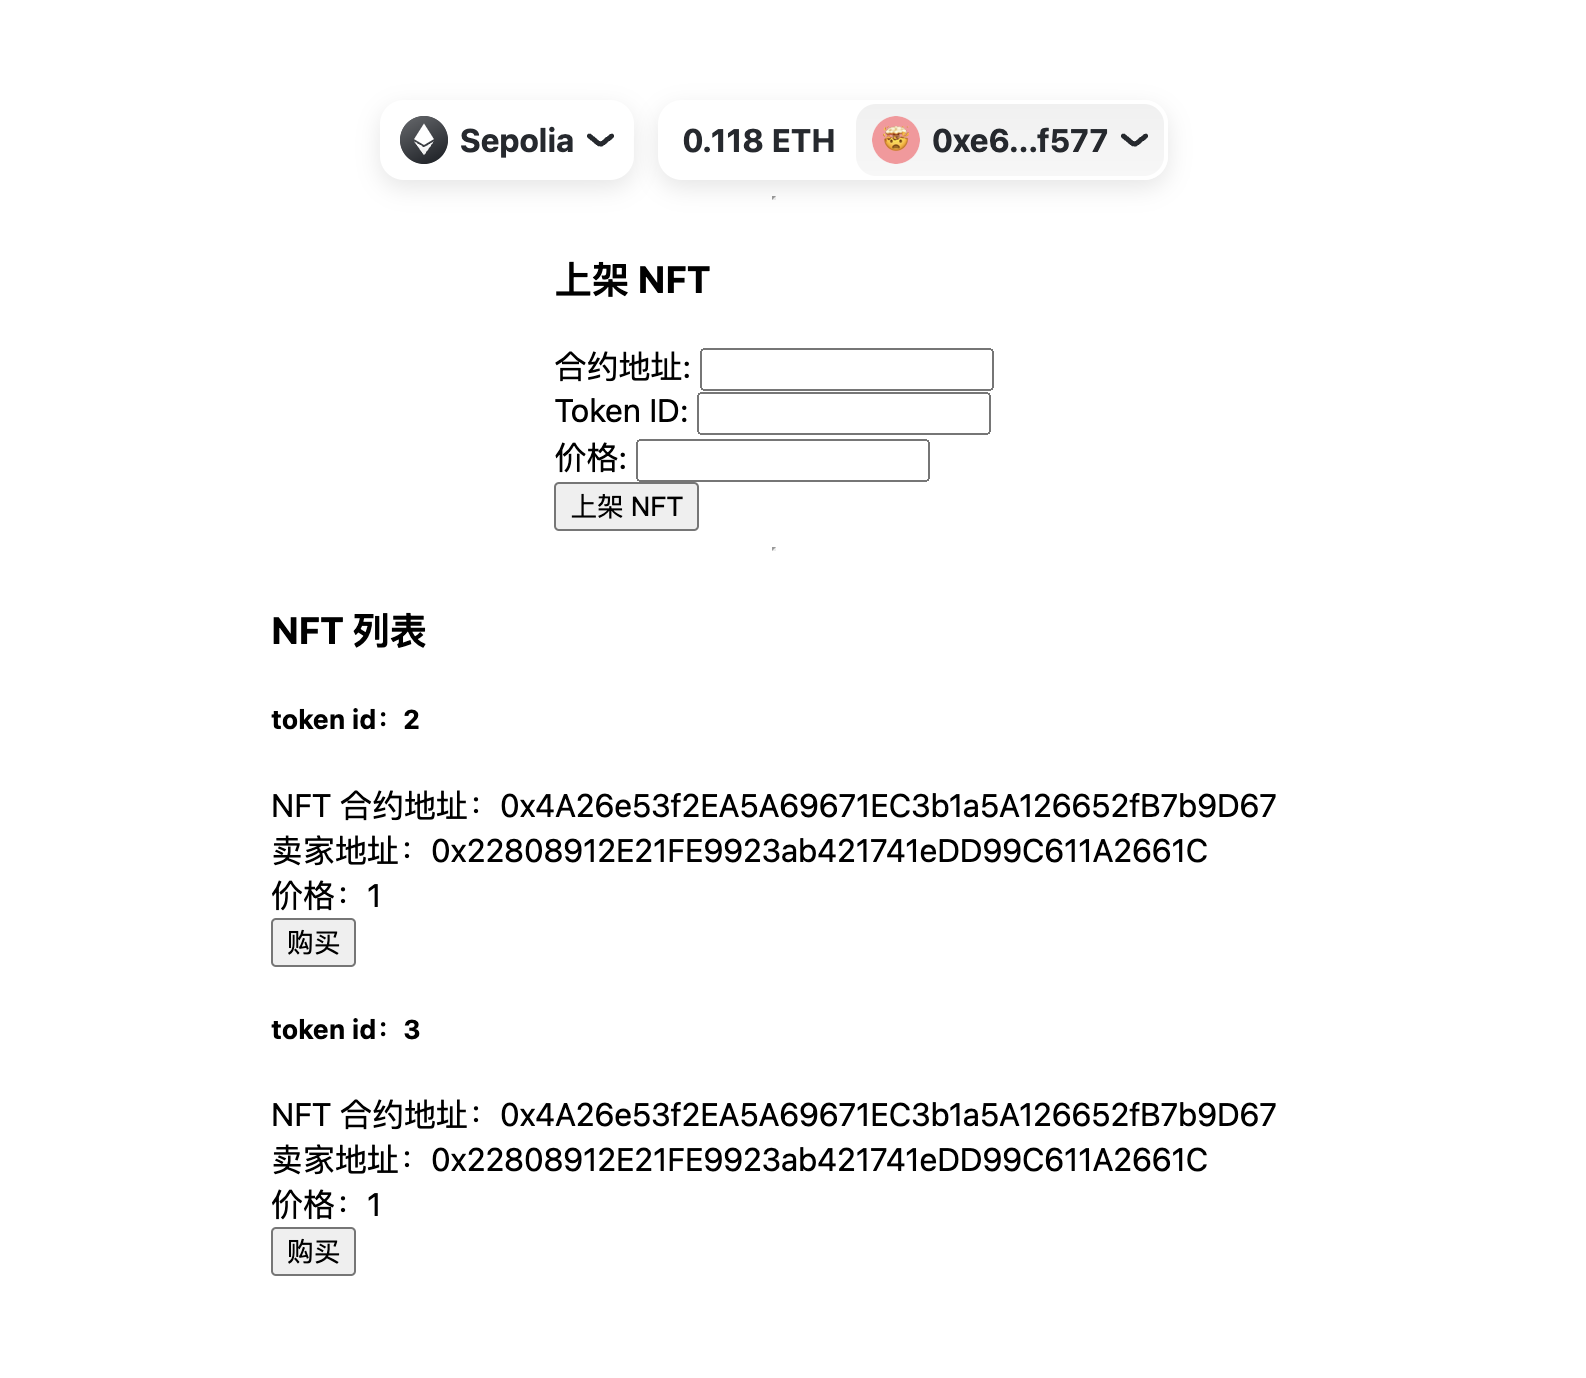 Sepolia 0.118 ETH 0xe6...f577
上架 NFT
合约地址:
Token ID:
价格:
上架 NFT
NFT 列表
token id：2
NFT 合约地址：0x4A26e53f2EA5A69671EC3b1a5A126652fB7b9D67
卖家地址：0x22808912E21FE9923ab421741eDD99C611A2661C
价格：1
购买
token id：3
NFT 合约地址：0x4A26e53f2EA5A69671EC3b1a5A126652fB7b9D67
卖家地址：0x22808912E21FE9923ab421741eDD99C611A2661C
价格：1
购买